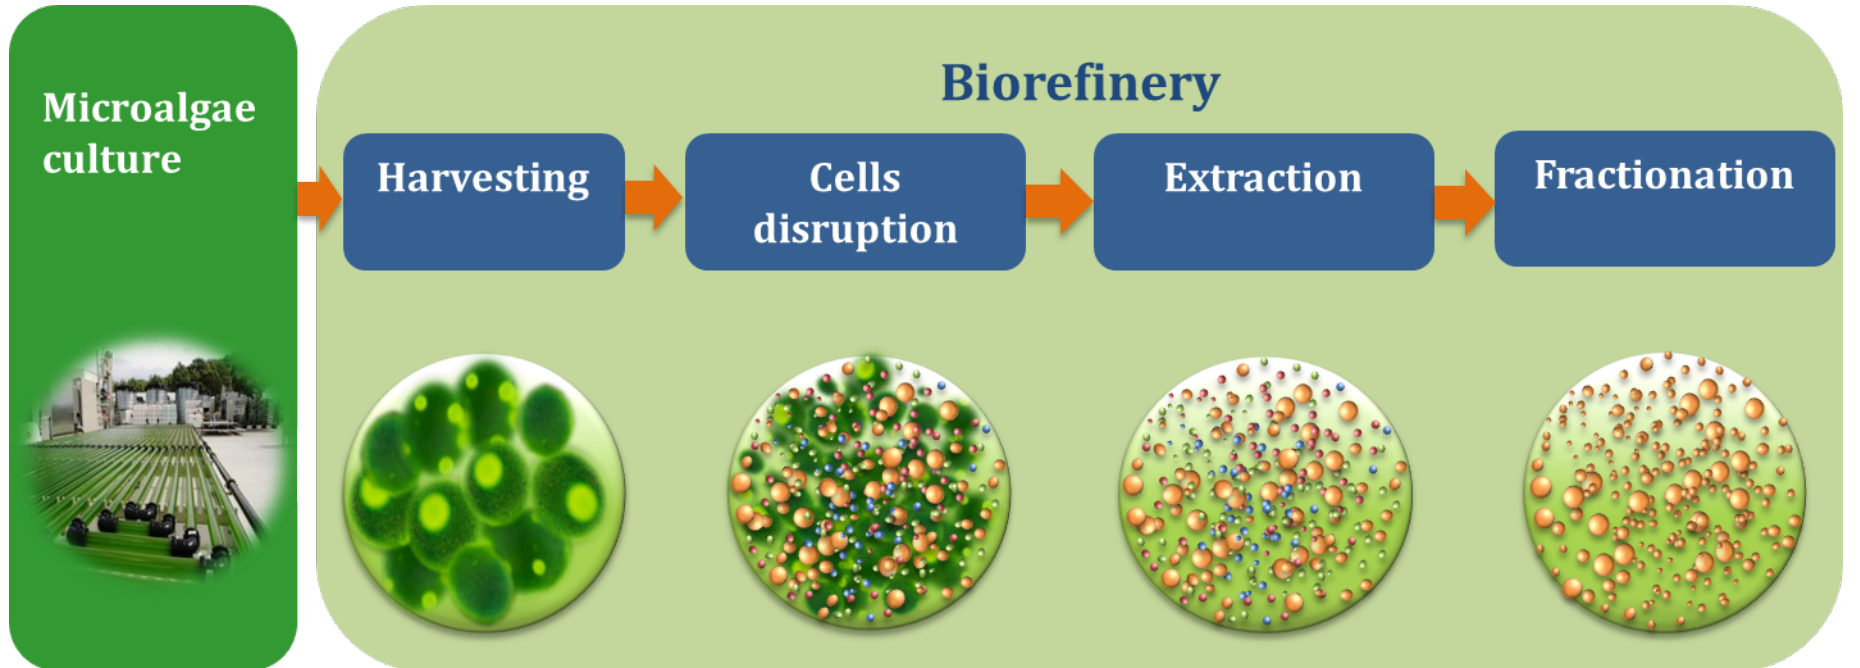 Microalgae
culture
Biorefinery
Harvesting
Cells
disruption
Extraction
Fractionation